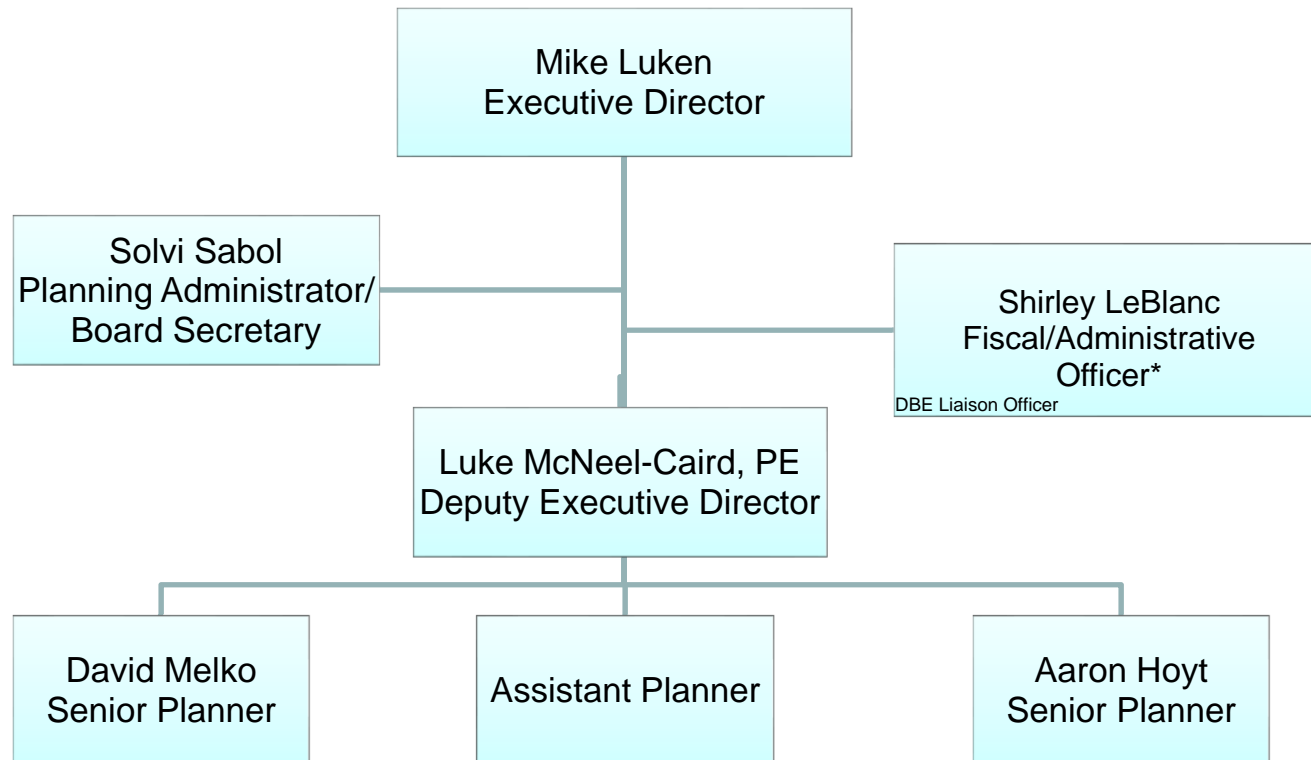 Mike Luken
Executive Director
Solvi Sabol
Planning Administrator/
Board Secretary
Shirley LeBlanc
Fiscal/Administrative
Officer*
DBE Liaison Officer
Luke McNeel-Caird, PE
Deputy Executive Director
David Melko
Senior Planner
Assistant Planner
Aaron Hoyt
Senior Planner